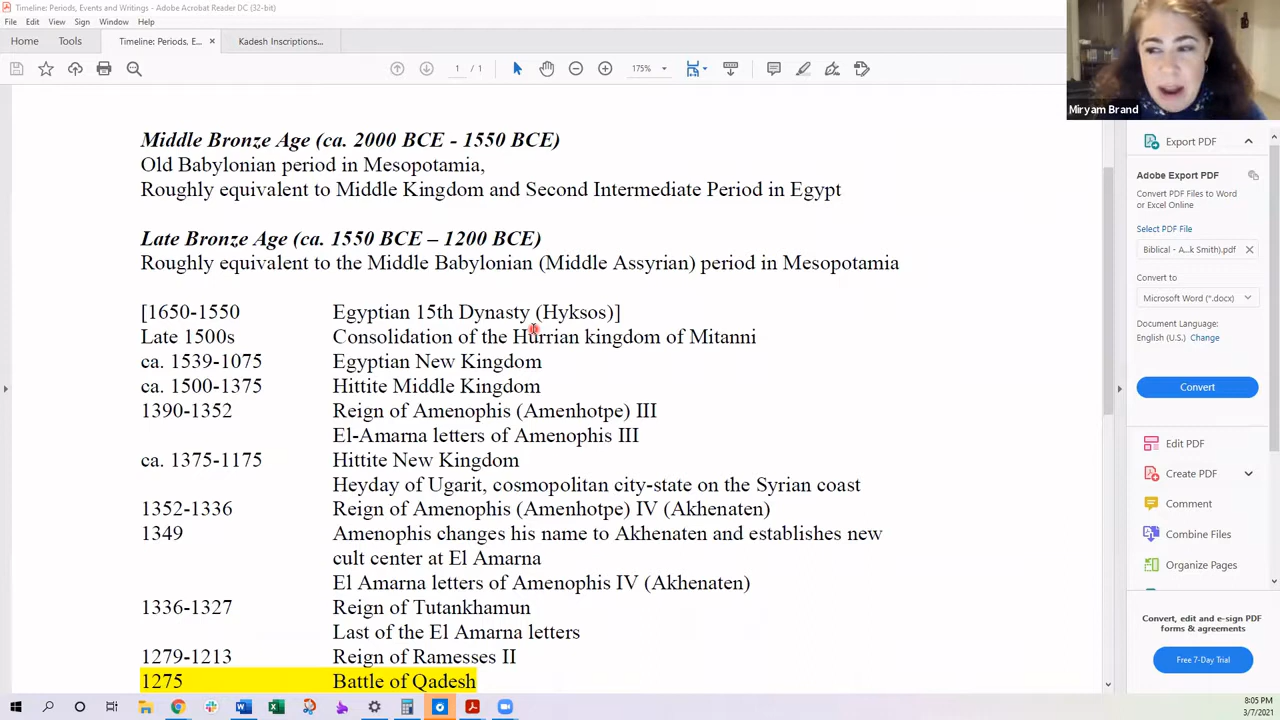 Timeline: Periods, Events and Writings - Adobe Acrobat Reader DC (32-bit)
File Edit View Sign Window Help
Home Tools Timeline: Periods, E... × Kadesh Inscriptions...
1 / 1 175%
Miryam Brand
Middle Bronze Age (ca. 2000 BCE - 1550 BCE)
Old Babylonian period in Mesopotamia,
Roughly equivalent to Middle Kingdom and Second Intermediate Period in Egypt
Late Bronze Age (ca. 1550 BCE – 1200 BCE)
Roughly equivalent to the Middle Babylonian (Middle Assyrian) period in Mesopotamia
[1650-1550 Egyptian 15th Dynasty (Hyksos)]
Late 1500s Consolidation of the Hurrian kingdom of Mitanni
ca. 1539-1075 Egyptian New Kingdom
ca. 1500-1375 Hittite Middle Kingdom
1390-1352 Reign of Amenophis (Amenhotpe) III
El-Amarna letters of Amenophis III
ca. 1375-1175 Hittite New Kingdom
Heyday of Ugarit, cosmopolitan city-state on the Syrian coast
1352-1336 Reign of Amenophis (Amenhotpe) IV (Akhenaten)
1349 Amenophis changes his name to Akhenaten and establishes new
cult center at El Amarna
El Amarna letters of Amenophis IV (Akhenaten)
1336-1327 Reign of Tutankhamun
Last of the El Amarna letters
1279-1213 Reign of Ramesses II
1275 Battle of Qadesh
Export PDF
Adobe Export PDF
Convert PDF Files to Word
or Excel Online
Select PDF File
Biblical - A...k Smith).pdf ×
Convert to
Microsoft Word (*.docx)
Document Language:
English (U.S.) Change
Convert
Edit PDF
Create PDF
Comment
Combine Files
Organize Pages
Convert, edit and e-sign PDF
forms & agreements
Free 7-Day Trial
8:05 PM
3/7/2021